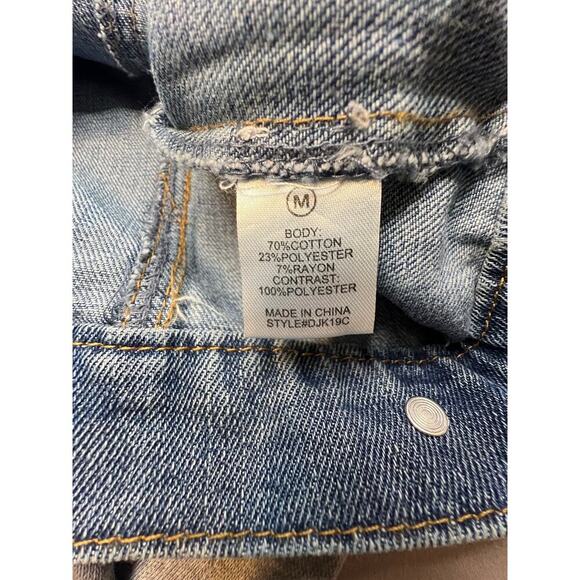 M
BODY:
70%COTTON
23%POLYESTER
7%RAYON
CONTRAST:
100%POLYESTER
MADE IN CHINA
STYLE#DJK19C